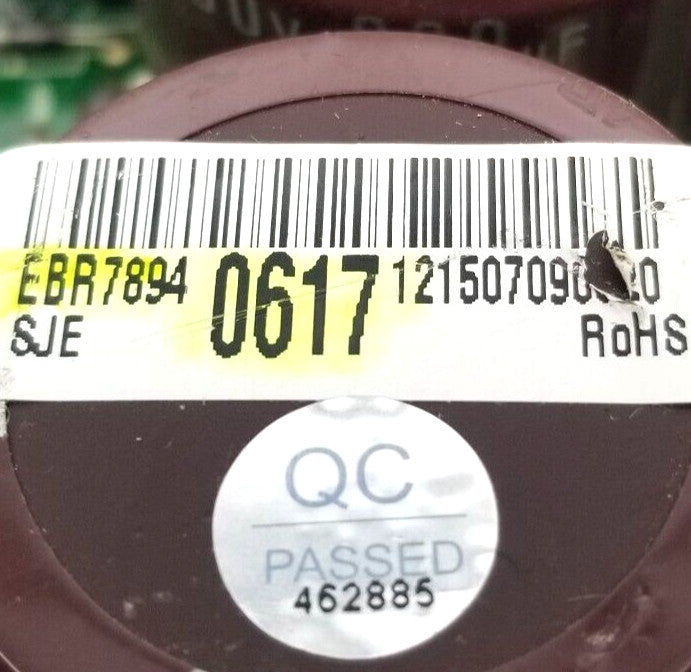 EBR7894 0617
SJE RoHS
QC
PASSED
462885